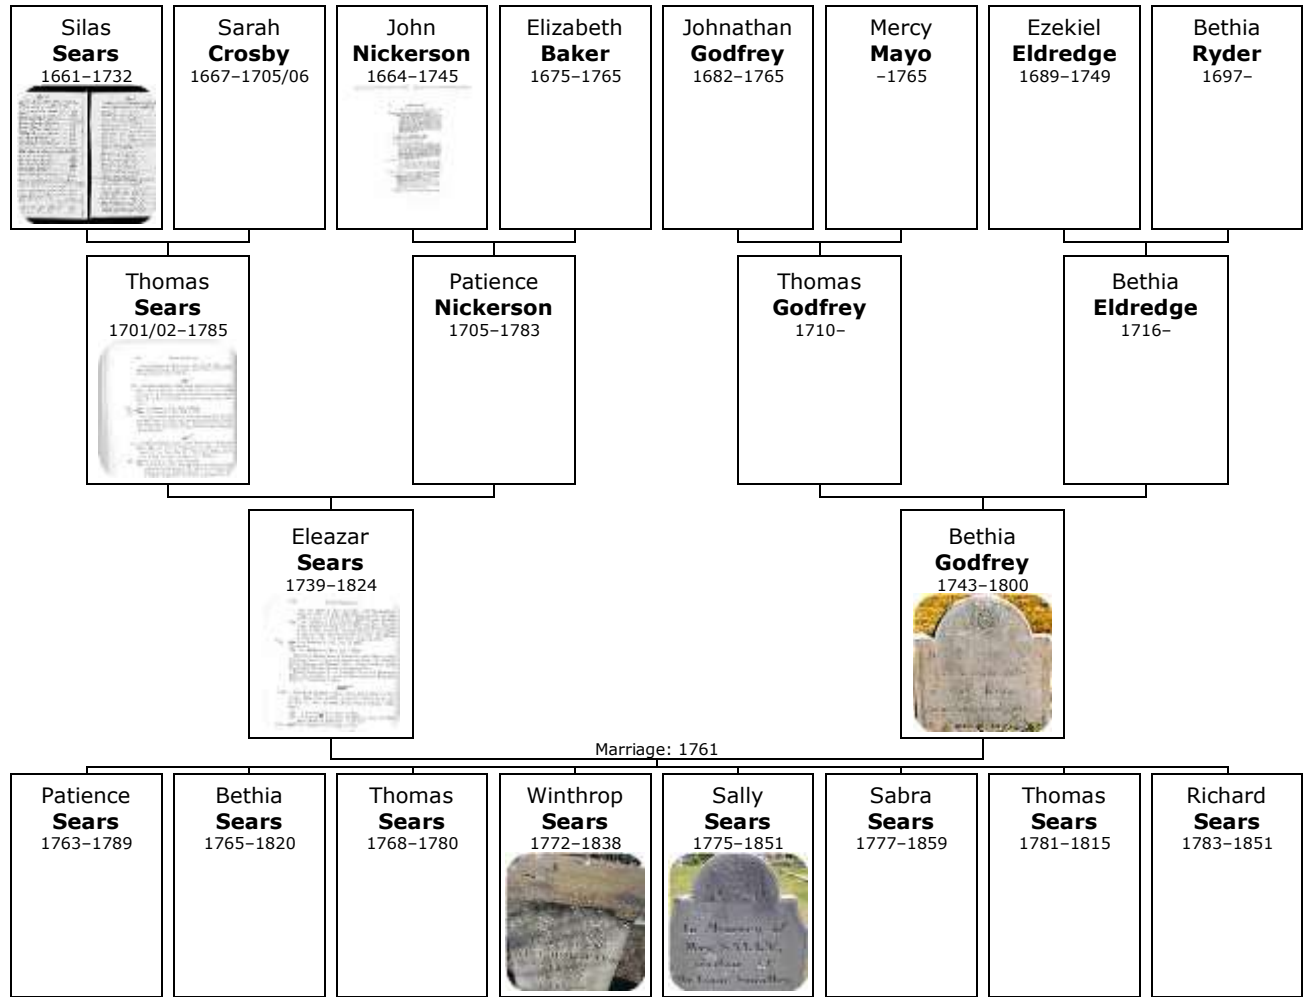 Silas
Sears
1661–1732
Sarah
Crosby
1667–1705/06
John
Nickerson
1664–1745
Elizabeth
Baker
1675–1765
Johnathan
Godfrey
1682–1765
Mercy
Mayo
–1765
Ezekiel
Eldredge
1689–1749
Bethia
Ryder
1697–
Thomas
Sears
1701/02–1785
Patience
Nickerson
1705–1783
Thomas
Godfrey
1710–
Bethia
Eldredge
1716–
Eleazar
Sears
1739–1824
Bethia
Godfrey
1743–1800
Marriage: 1761
Patience
Sears
1763–1789
Bethia
Sears
1765–1820
Thomas
Sears
1768–1780
Winthrop
Sears
1772–1838
Sally
Sears
1775–1851
In Memory of
Mrs. SALLY,
Sabra
Sears
1777–1859
Thomas
Sears
1781–1815
Richard
Sears
1783–1851